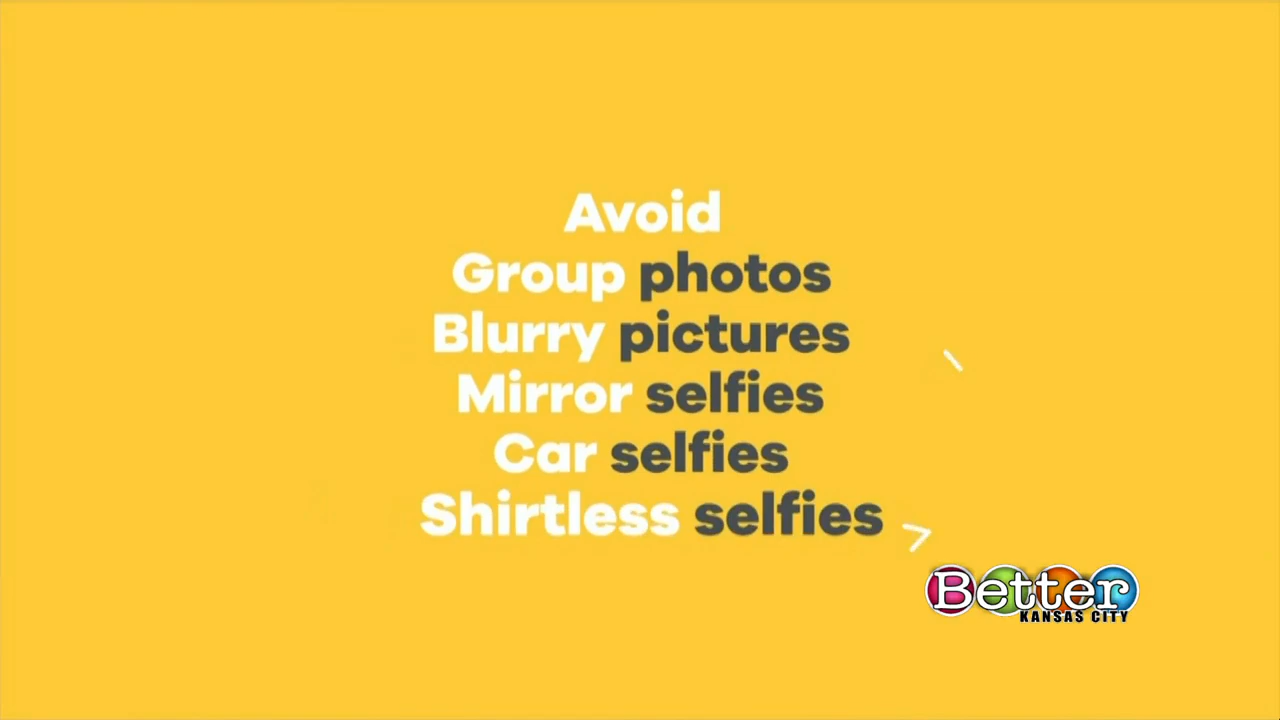 Avoid
Group photos
Blurry pictures
Mirror selfies
Car selfies
Shirtless selfies
Better
KANSAS CITY